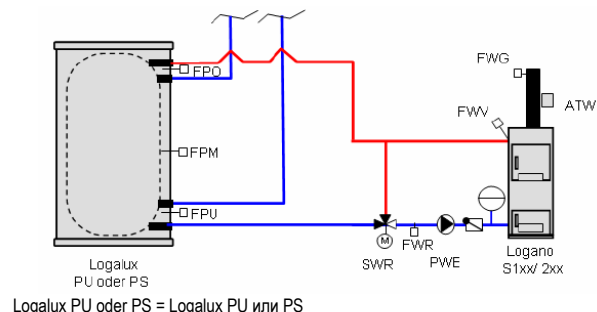 FWG
FPO
ATW
FWV
FPM
FPU
M
FWR
SWR
PWE
Logano
S1xx/ 2xx
Logalux
PU oder PS
Logalux PU oder PS = Logalux PU или PS